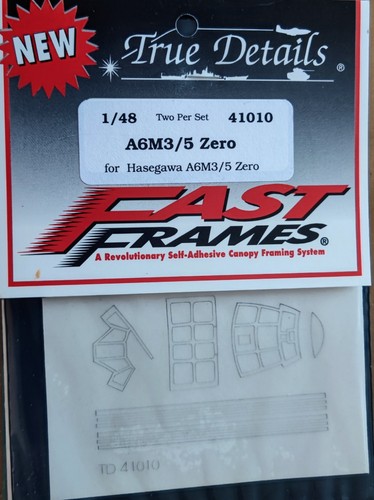 NEW
True Details
®
1/48 Two Per Set 41010
A6M3/5 Zero
for Hasegawa A6M3/5 Zero
FAST
FRAMES®
A Revolutionary Self-Adhesive Canopy Framing System
TD 41010